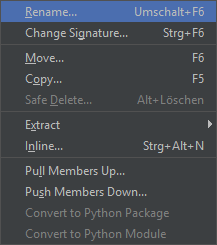 Rename... Umschalt+F6
Change Signature... Strg+F6
Move... F6
Copy... F5
Safe Delete... Alt+Löschen
Extract
Inline... Strg+Alt+N
Pull Members Up...
Push Members Down...
Convert to Python Package
Convert to Python Module